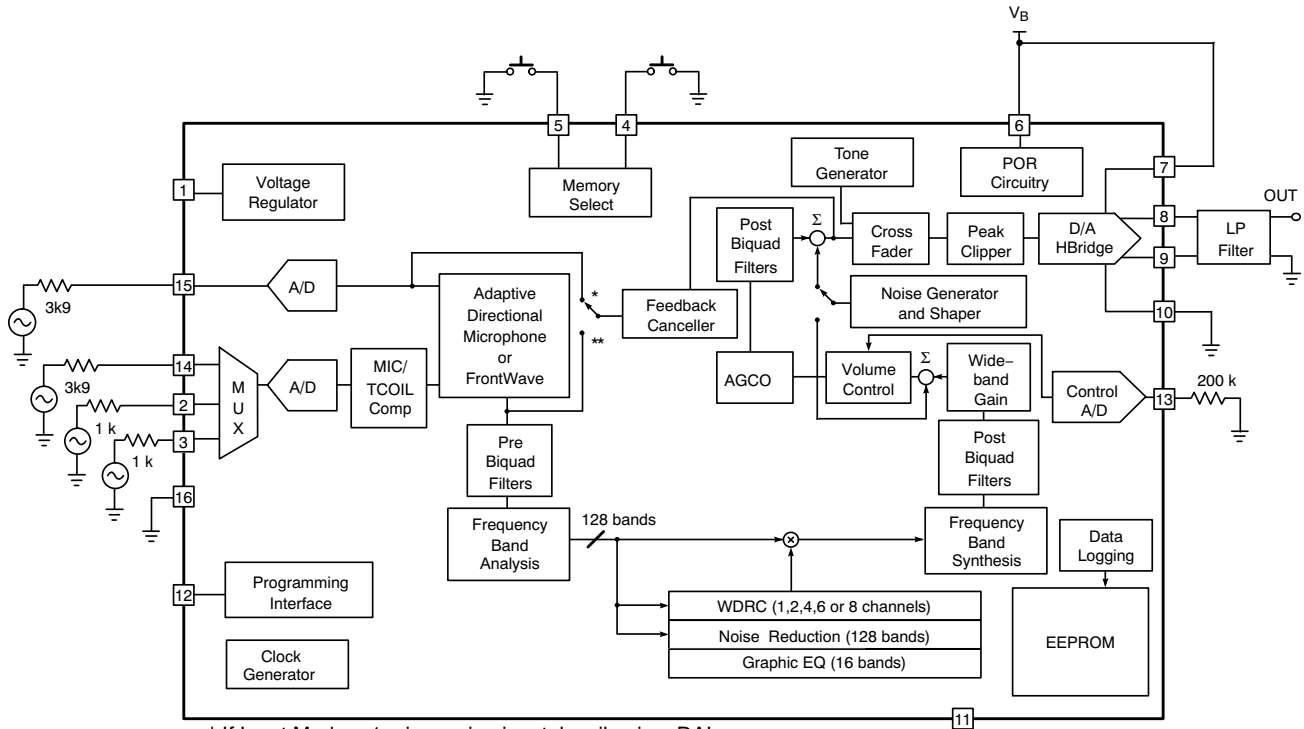 V_B
5
4
6
7
Tone
Generator
POR
Circuitry
1
Voltage
Regulator
Memory
Select
8
OUT
Post
Biquad
Filters
Σ
Cross
Fader
Peak
Clipper
D/A
HBridge
LP
Filter
9
15
3k9
A/D
Adaptive
Directional
Microphone
or
FrontWave
*
**
Feedback
Canceller
Noise Generator
and Shaper
10
14
3k9
M
U
X
A/D
MIC/
TCOIL
Comp
AGCO
Volume
Control
Σ
Wide–
band
Gain
Control
A/D
13
200 k
2
1 k
3
1 k
Pre
Biquad
Filters
Post
Biquad
Filters
16
Frequency
Band
Analysis
128 bands
Frequency
Band
Synthesis
Data
Logging
12
Programming
Interface
WDRC (1,2,4,6 or 8 channels)
Noise Reduction (128 bands)
Graphic EQ (16 bands)
EEPROM
Clock
Generator
11